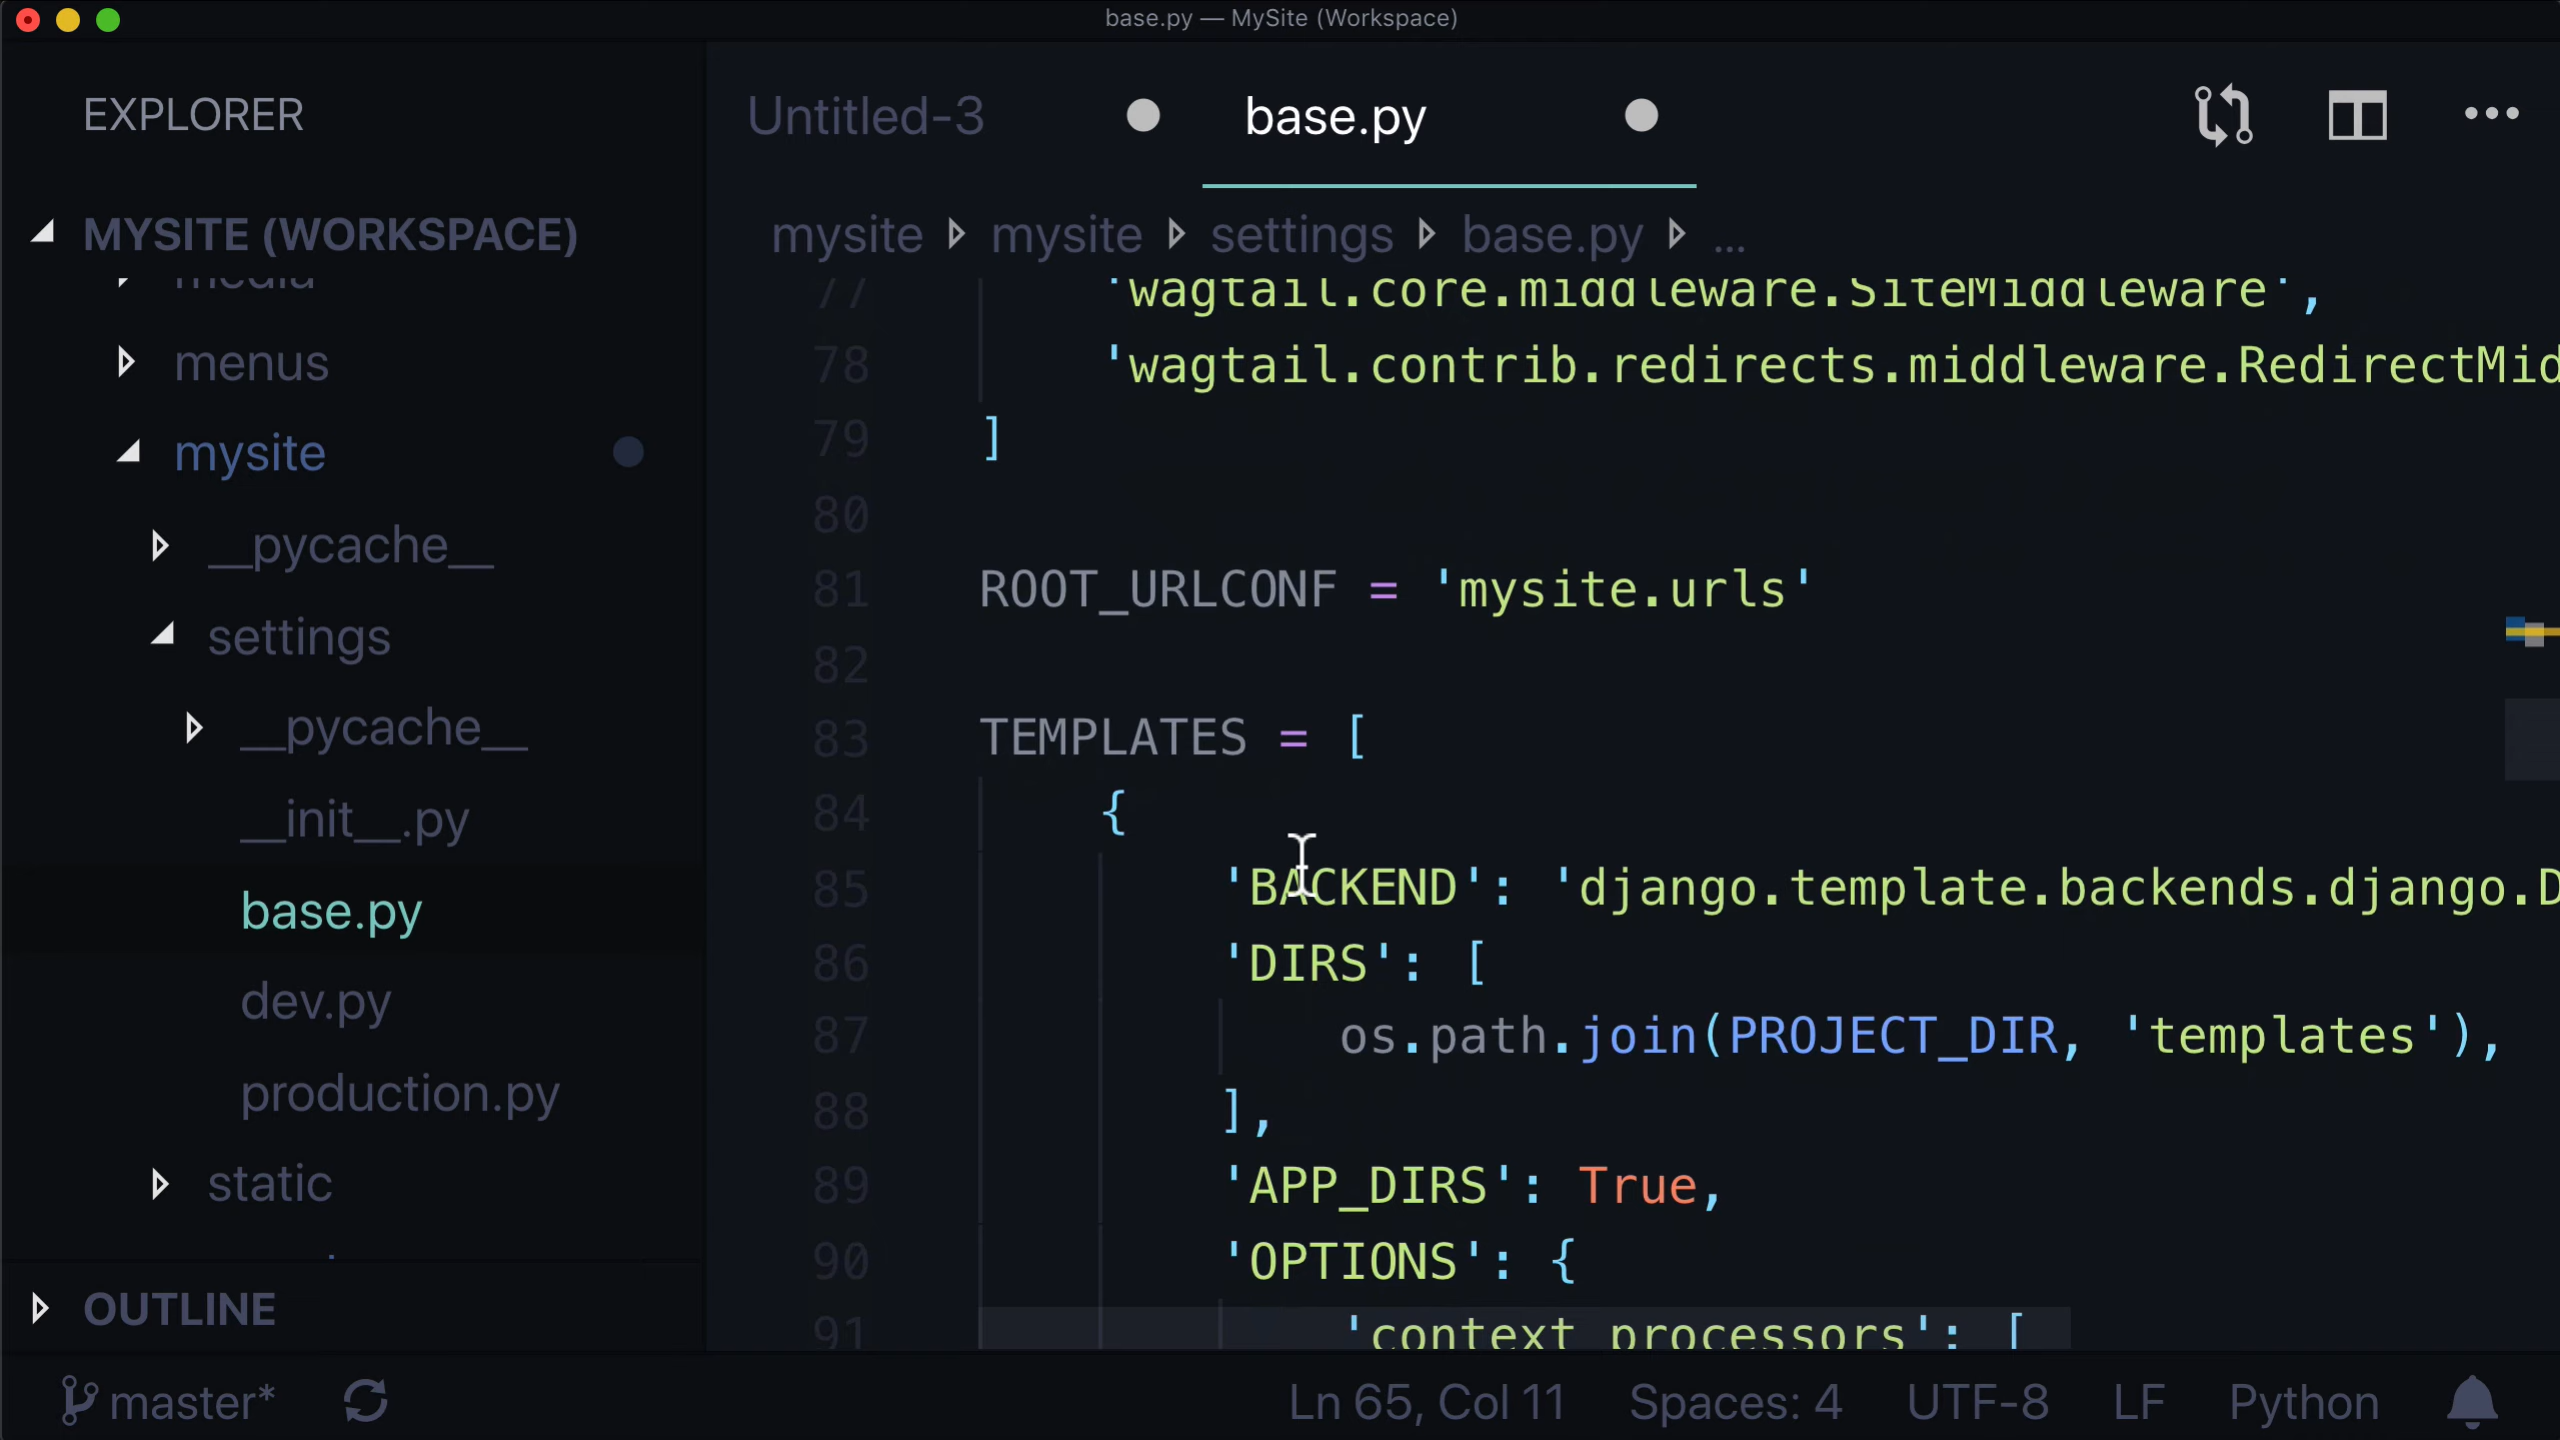 base.py — MySite (Workspace)
EXPLORER
Untitled-3
base.py
MYSITE (WORKSPACE)
media
menus
mysite
__pycache__
settings
__pycache__
__init__.py
base.py
dev.py
production.py
static
OUTLINE
mysite mysite settings base.py ...
77 'wagtail.core.middleware.SiteMiddleware',
78 'wagtail.contrib.redirects.middleware.RedirectMid
79 ]
80
81 ROOT_URLCONF = 'mysite.urls'
82
83 TEMPLATES = [
84 {
85 'BACKEND': 'django.template.backends.django.D
86 'DIRS': [
87 os.path.join(PROJECT_DIR, 'templates'),
88 ],
89 'APP_DIRS': True,
90 'OPTIONS': {
91 'context_processors': [
master* Ln 65, Col 11 Spaces: 4 UTF-8 LF Python